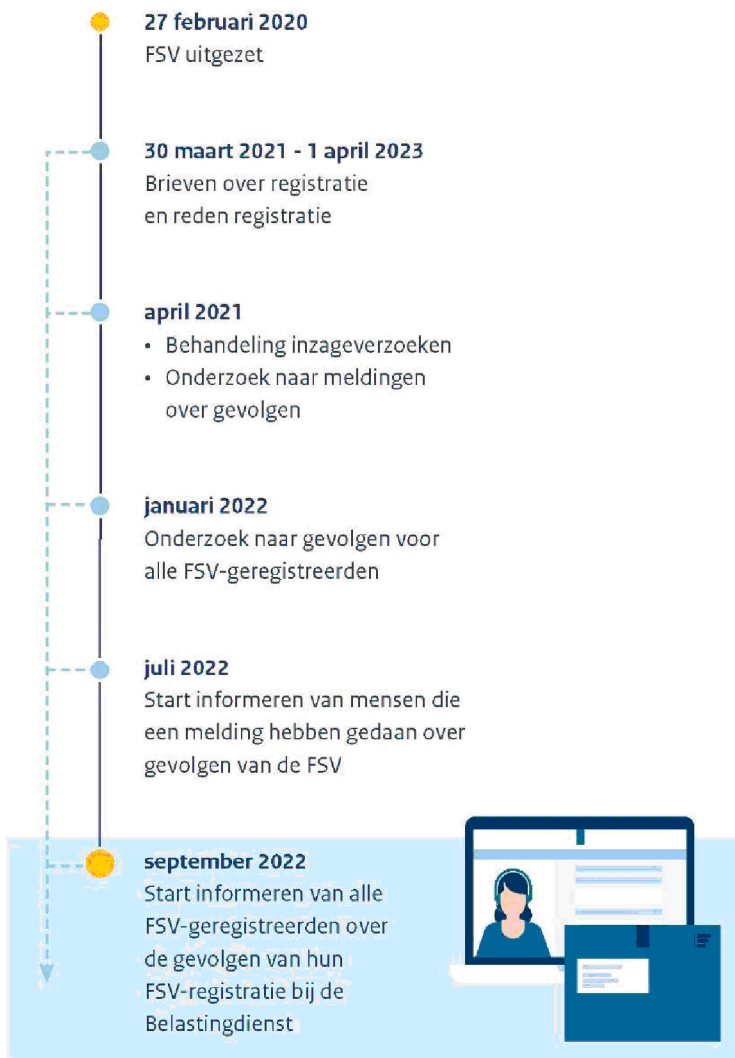 27 februari 2020
FSV uitgezet
30 maart 2021 - 1 april 2023
Brieven over registratie
en reden registratie
april 2021
• Behandeling inzageverzoeken
• Onderzoek naar meldingen
over gevolgen
januari 2022
Onderzoek naar gevolgen voor
alle FSV-geregistreerden
juli 2022
Start informeren van mensen die
een melding hebben gedaan over
gevolgen van de FSV
september 2022
Start informeren van alle
FSV-geregistreerden over
de gevolgen van hun
FSV-registratie bij de
Belastingdienst